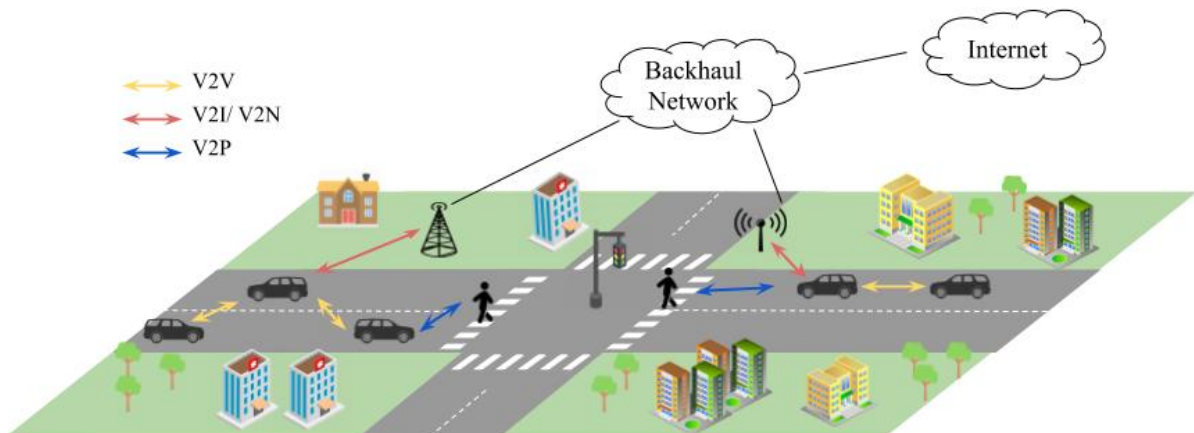 Internet
Backhaul
Network
V2V
V2I/ V2N
V2P